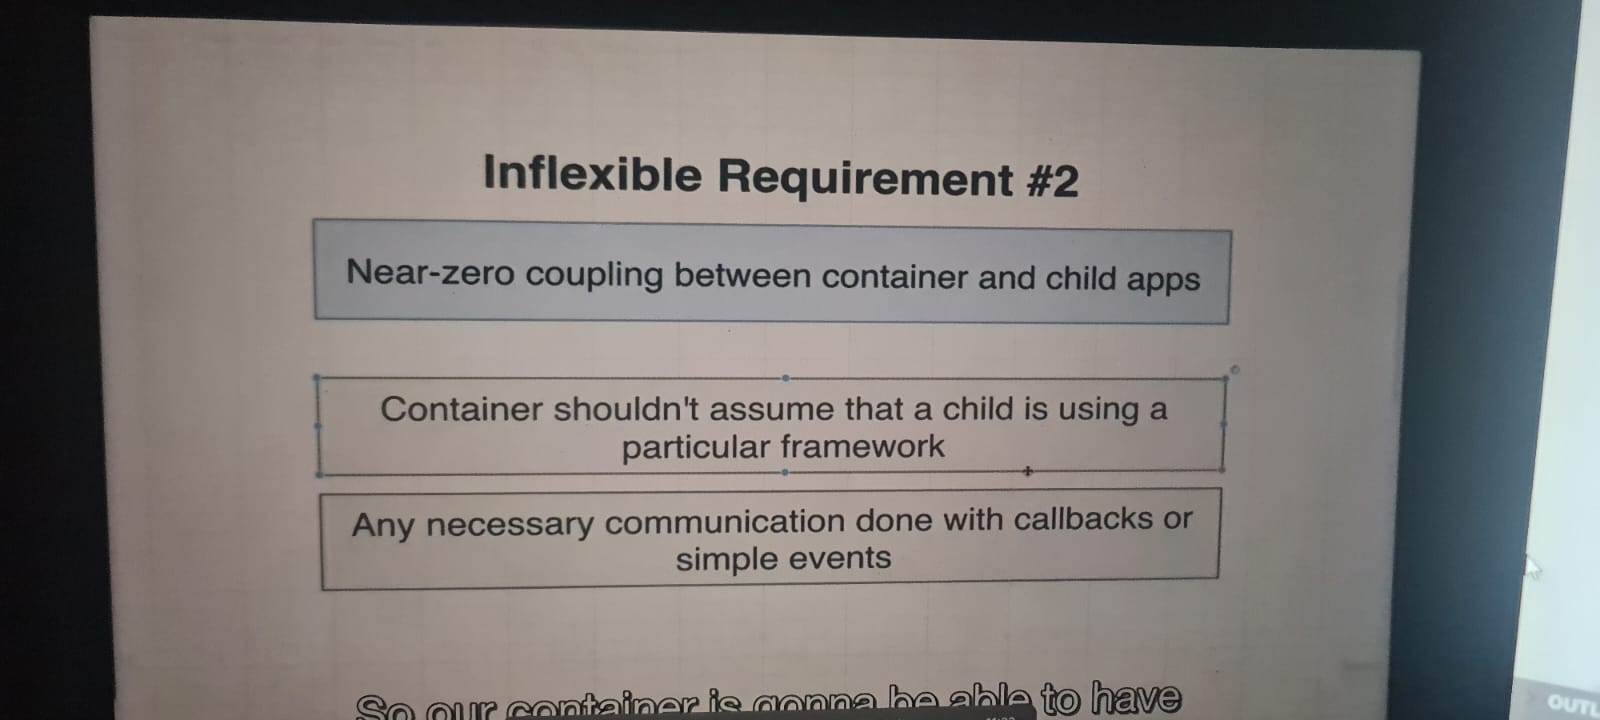 Inflexible Requirement #2
Near-zero coupling between container and child apps
Container shouldn't assume that a child is using a
particular framework
Any necessary communication done with callbacks or
simple events
So our container is gonna be able to have
OUTL